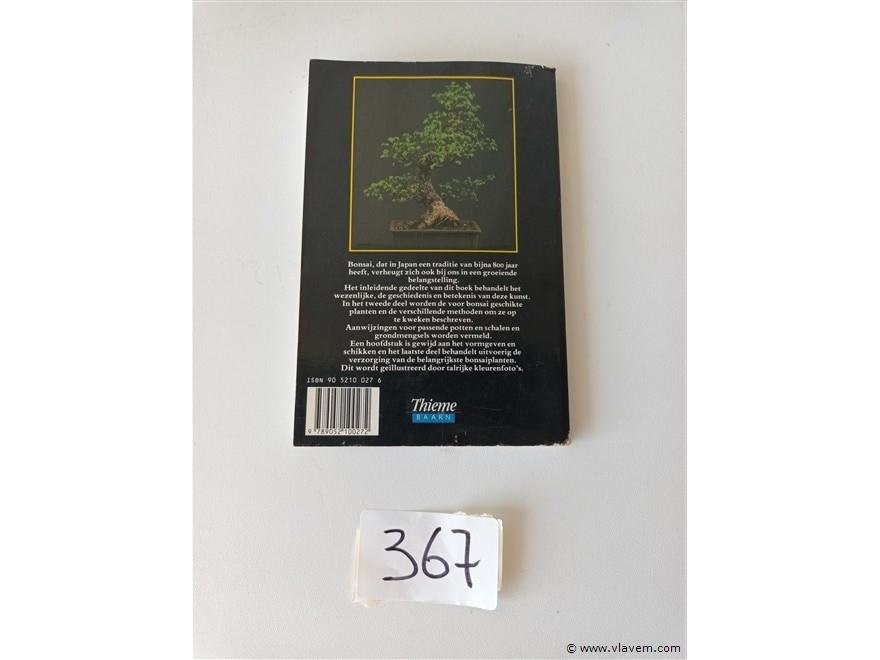 Bonsai, dat in Japan een traditie van bijna 800 jaar
heeft, verheugt zich ook bij ons in een groeiende
belangstelling.
Het inleidende gedeelte van dit boek behandelt het
wezenlijke, de geschiedenis en betekenis van deze kunst.
In het tweede deel worden de voor bonsai geschikte
planten en de verschillende methoden om ze op
te kweken beschreven.
Aanwijzingen voor passende potten en schalen en
grondmengsels worden vermeld.
Een hoofdstuk is gewijd aan het vormgeven en
schikken en het laatste deel behandelt uitvoerig de
verzorging van de belangrijkste bonsaiplanten.
Dit wordt geïllustreerd door talrijke kleurenfoto's.
ISBN 90 5210 027 6
9 789052 100272
Thieme
BAARN
367
© www.vlavem.com